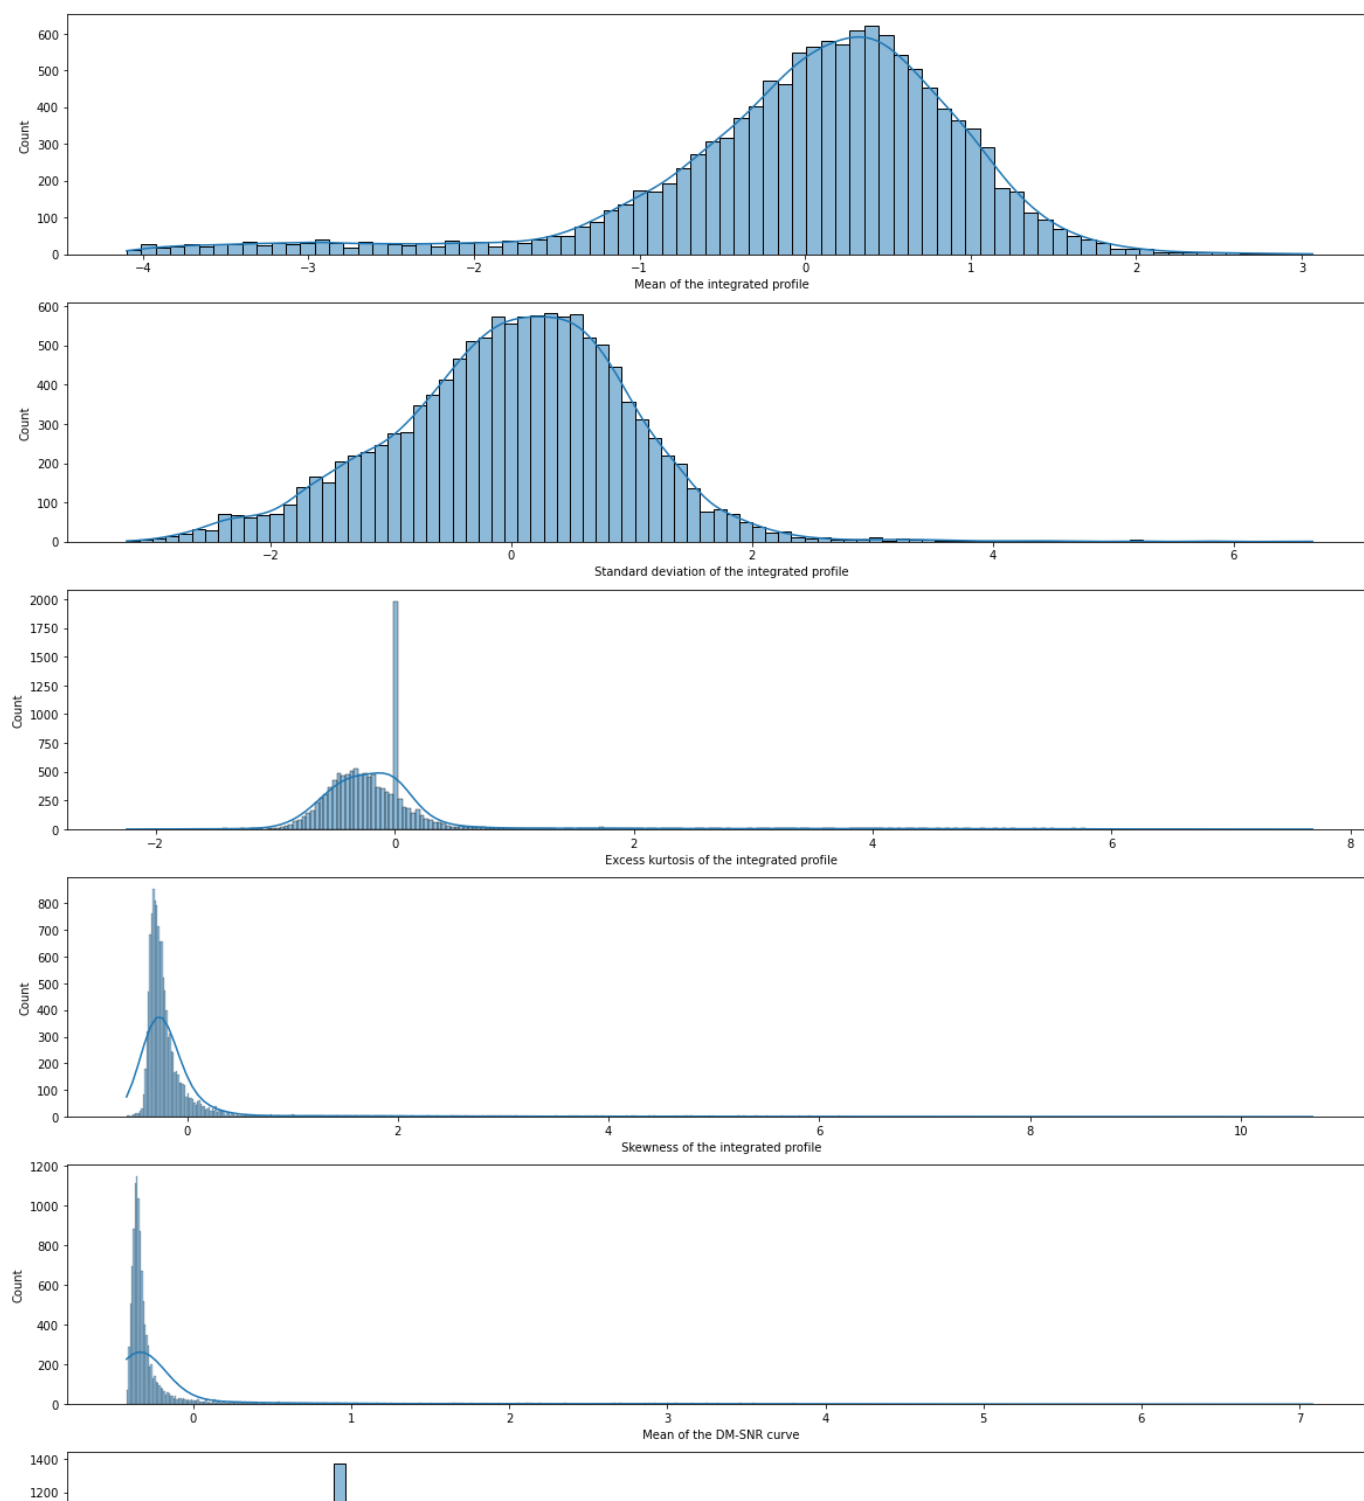 600
500
400
300
200
100
0
Count
−4 −3 −2 −1 0 1 2 3
Mean of the integrated profile
600
500
400
300
200
100
0
Count
−2 0 2 4 6
Standard deviation of the integrated profile
2000
1750
1500
1250
1000
750
500
250
0
Count
−2 0 2 4 6 8
Excess kurtosis of the integrated profile
800
700
600
500
400
300
200
100
0
Count
0 2 4 6 8 10
Skewness of the integrated profile
1200
1000
800
600
400
200
0
Count
0 1 2 3 4 5 6 7
Mean of the DM-SNR curve
1400
1200